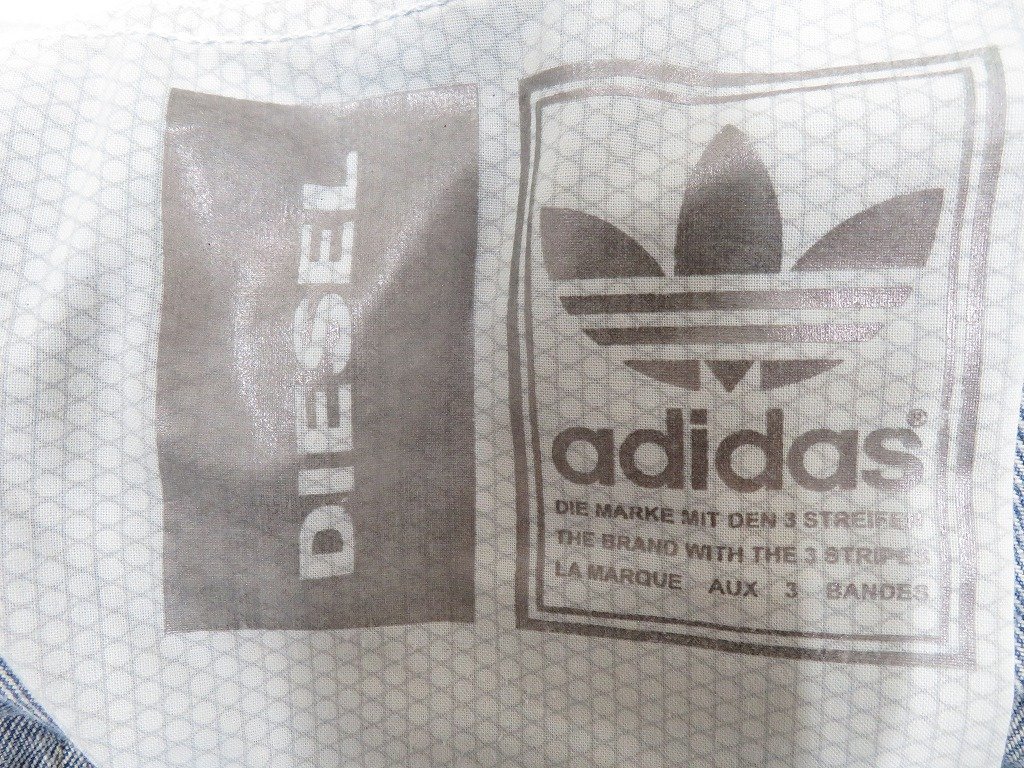 DIESEL
adidas®
DIE MARKE MIT DEN 3 STREIFEN
THE BRAND WITH THE 3 STRIPES
LA MARQUE AUX 3 BANDES